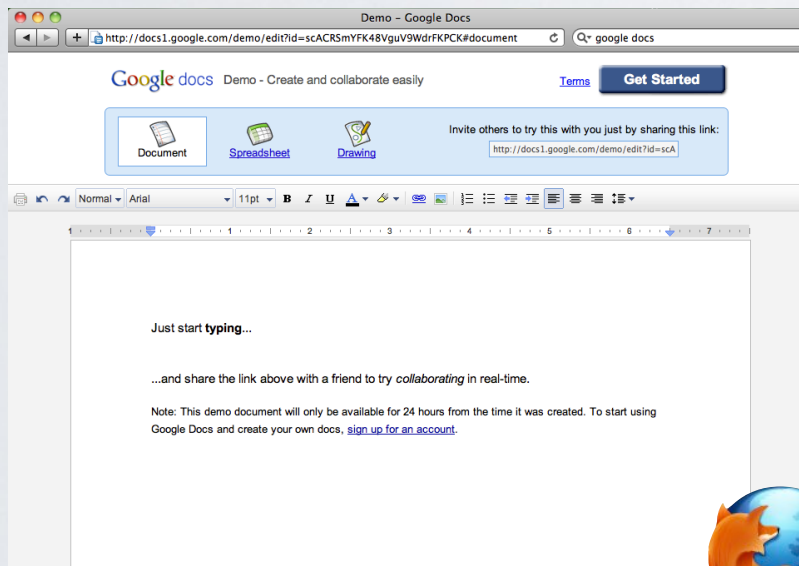 Demo – Google Docs
http://docs1.google.com/demo/edit?id=scACRSmYFK48VguV9WdrFKPCK#document
google docs
Google docs Demo - Create and collaborate easily
Terms
Get Started
Invite others to try this with you just by sharing this link:
http://docs1.google.com/demo/edit?id=scA
Document
Spreadsheet
Drawing
Normal Arial 11pt B I U A
1 1 2 3 4 5 6 7
Just start typing...
...and share the link above with a friend to try collaborating in real-time.
Note: This demo document will only be available for 24 hours from the time it was created. To start using
Google Docs and create your own docs, sign up for an account.